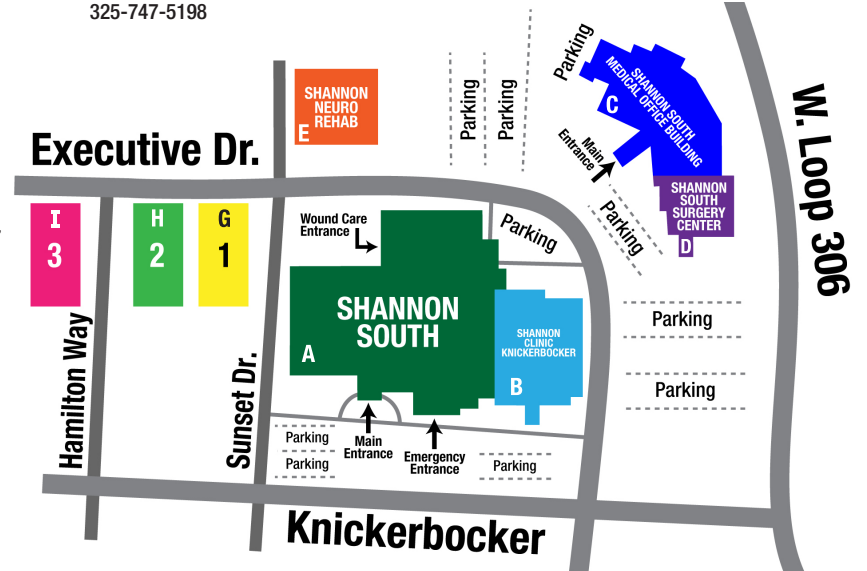 325-747-5198
Executive Dr.
SHANNON
NEURO
REHAB
E
Parking
Parking
Parking
SHANNON SOUTH
MEDICAL OFFICE BUILDING
C
Main
Entrance
Parking
SHANNON
SOUTH
SURGERY
CENTER
D
W. Loop 306
I
3
H
2
G
1
Wound Care
Entrance
Parking
SHANNON
SOUTH
A
SHANNON
CLINIC
KNICKERBOCKER
B
Parking
Parking
Hamilton Way
Sunset Dr.
Parking
Parking
Main
Entrance
Emergency
Entrance
Parking
Knickerbocker